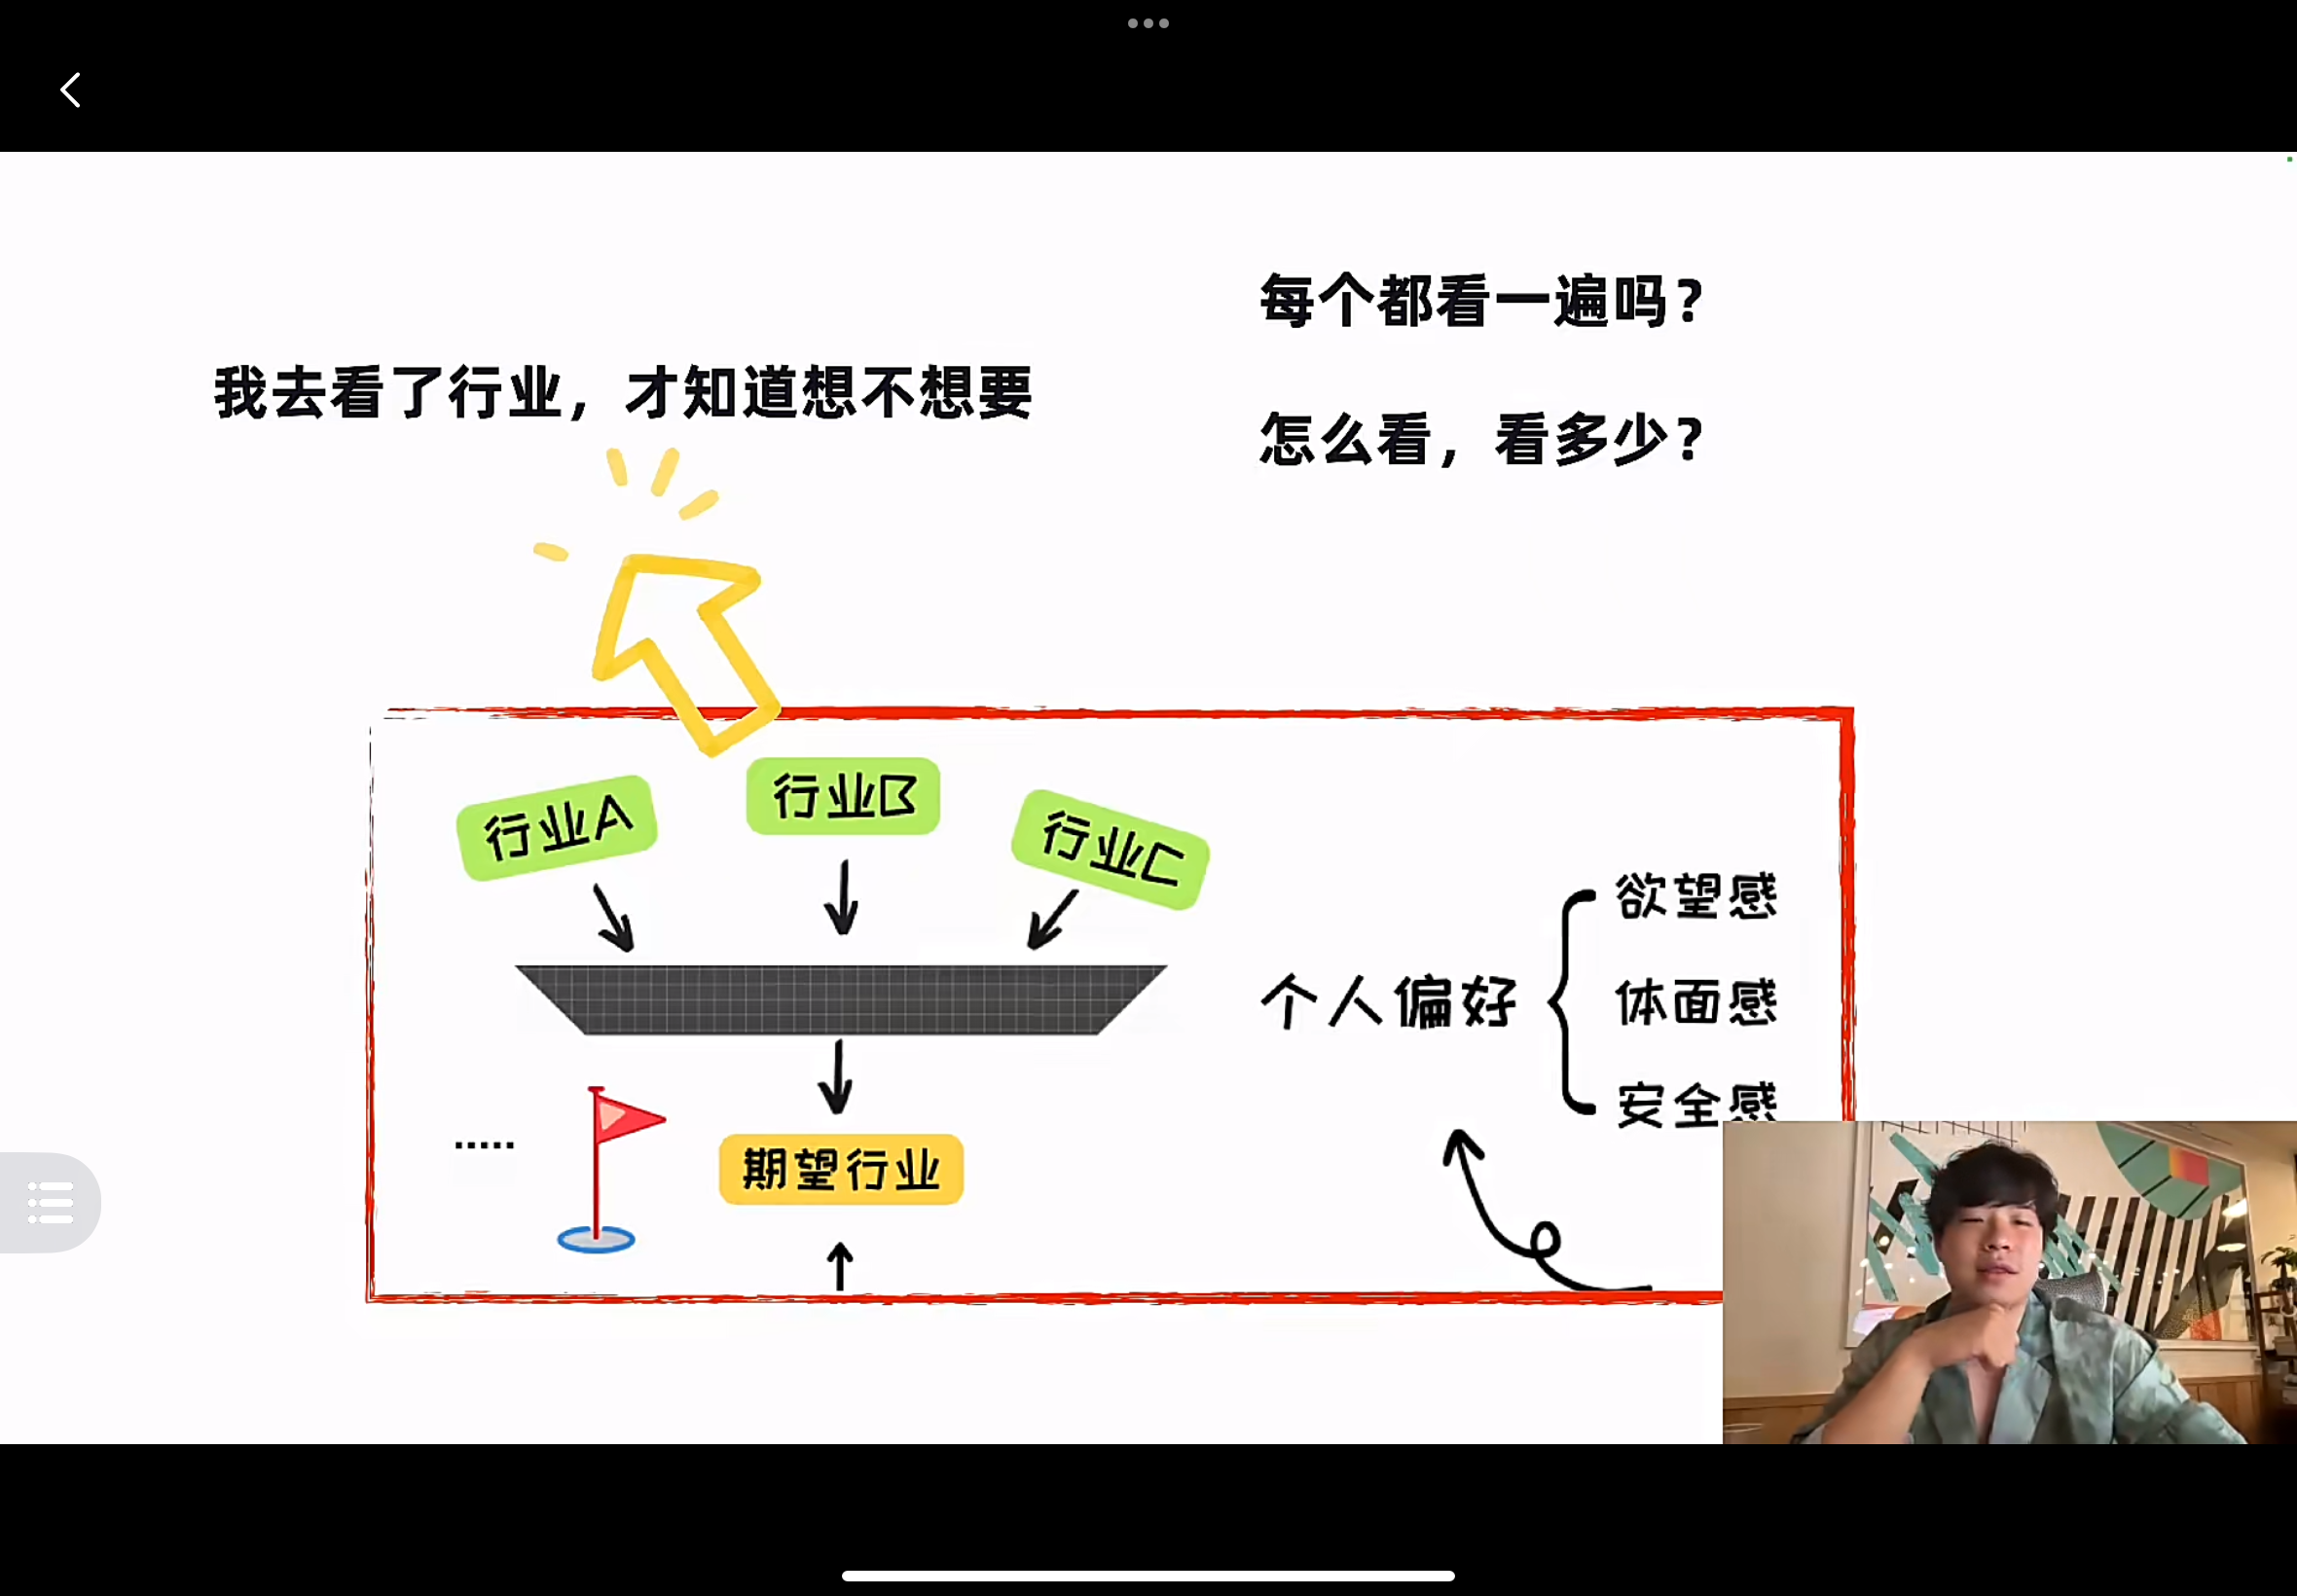 每个都看一遍吗？
我去看了行业，才知道想不想要
怎么看，看多少？
行业A
行业B
行业C
欲望感
个人偏好
体面感
安全感
.....
期望行业